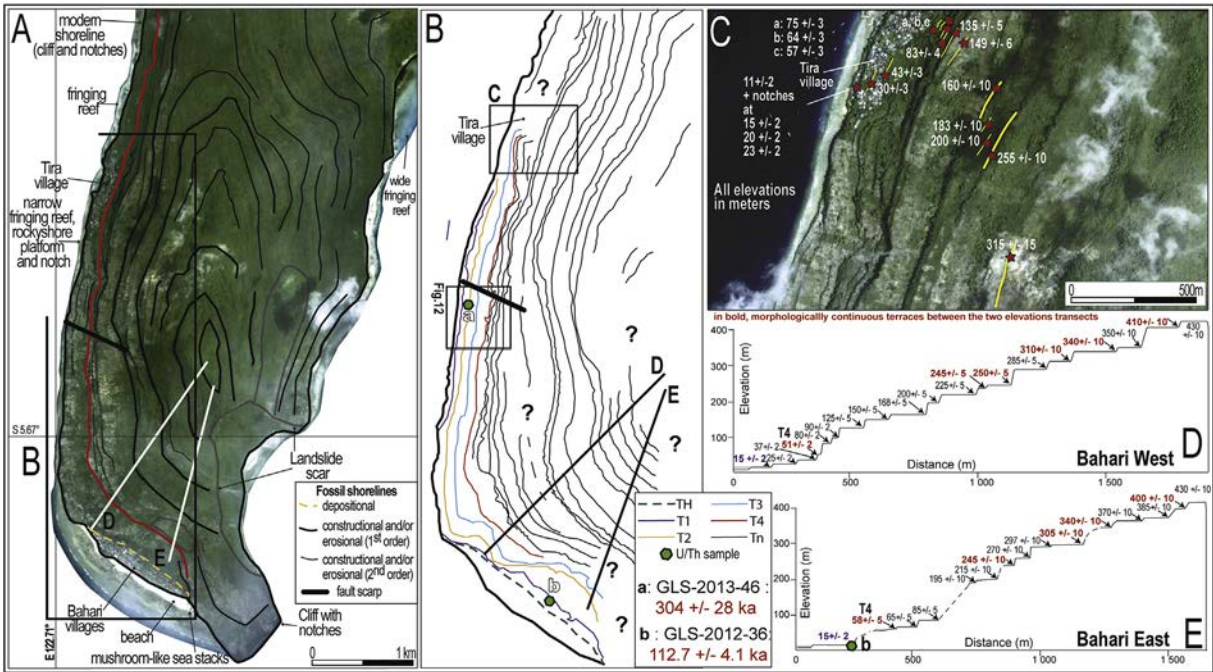 A
modern
shoreline
(cliff and notches)
fringing
reef
Tira
village
narrow
fringing reef,
rockyshore
platform
and notch
wide
fringing
reef
S 5.67°
B
Landslide
scar
D
E
Fossil shorelines
depositional
constructional and/or
erosional (1st order)
constructional and/or
erosional (2nd order)
fault scarp
Bahari
villages
beach
mushroom-like sea stacks
Cliff with
notches
E 122.71°
0 1 km
B
C
?
Tira
village
Fig.12
a
?
?
?
D
E
?
?
b
?
TH
T1
T2
T3
T4
Tn
U/Th sample
a: GLS-2013-46 :
304 +/- 28 ka
b : GLS-2012-36:
112.7 +/- 4.1 ka
C
a: 75 +/- 3
b: 64 +/- 3
c: 57 +/- 3
a, b, c
135 +/- 5
149 +/- 6
83+/- 4
Tira
village
43+/-3
30+/-3
11+/-2
+ notches
at
15 +/- 2
20 +/- 2
23 +/- 2
160 +/- 10
183 +/- 10
200 +/- 10
255 +/- 10
All elevations
in meters
315 +/- 15
0 500m
in bold, morphologicallly continuous terraces between the two elevations transects
400
300
200
100
Elevation (m)
15 +/- 2
37+/- 2
25+/- 2
T4
51+/- 2
80+/- 2
90+/- 2
125+/- 5
150+/- 5
168+/- 5
200+/- 5
225+/- 5
245+/- 5
250+/- 5
285+/- 5
310+/- 10
340+/- 10
350+/- 10
410+/- 10
430
+/- 10
500
Distance (m)
1 000
1 500
Bahari West
D
400
300
200
100
0
Elevation (m)
15+/- 2
b
T4
58+/- 5
65+/- 5
85+/- 5
195 +/- 10
215 +/- 10
245 +/- 10
270 +/- 10
297 +/- 10
305 +/- 10
340+/- 10
370+/- 10
385+/- 10
400 +/- 10
430 +/- 10
500
Distance (m)
1 000
1 500
Bahari East
E